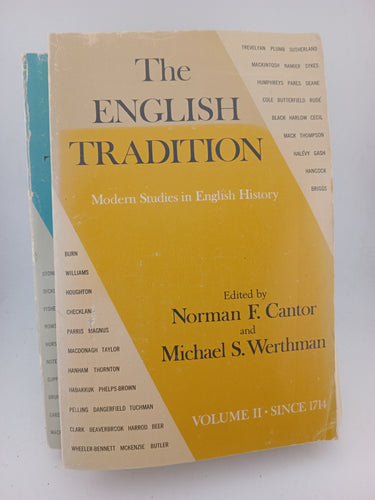 TREVELYAN PLUMB SUTHERLAND
MACKINTOSH NAMIER SYKES
HUMPHREYS PARES DEANE
COLE BUTTERFIELD RUDÉ
BLACK HARLOW CECIL
MACK THOMPSON
HALÉVY GASH
HANCOCK
BRIGGS
The
ENGLISH
TRADITION
Modern Studies in English History
BURN
WILLIAMS
HOUGHTON
CHECKLAN
PARRIS MAGNUS
MACDONAGH TAYLOR
HANHAM THORNTON
HABAKKUK PHELPS-BROWN
PELLING DANGERFIELD TUCHMAN
CLARK BEAVERBROOK HARROD BEER
WHEELER-BENNETT MCKENZIE BUTLER
Edited by
Norman F. Cantor
and
Michael S. Werthman
VOLUME II · SINCE 1714